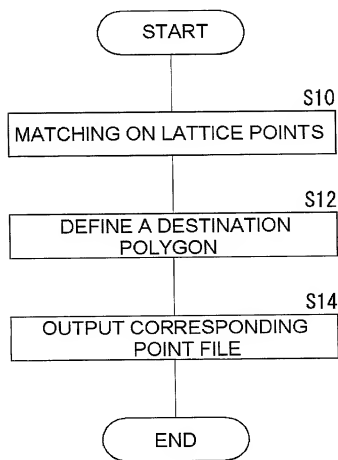 START
S10
MATCHING ON LATTICE POINTS
S12
DEFINE A DESTINATION
POLYGON
S14
OUTPUT CORRESPONDING
POINT FILE
END